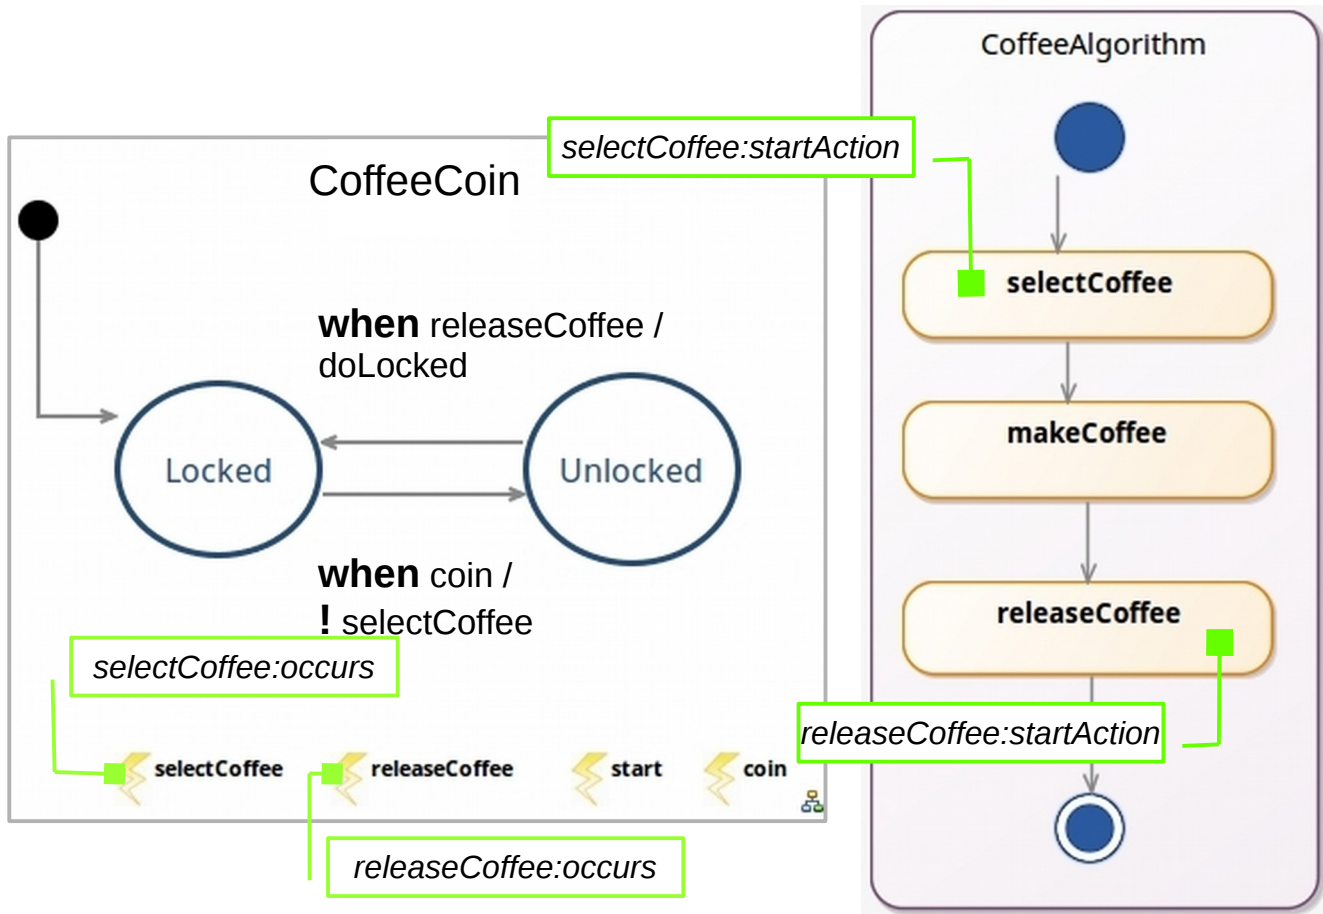 CoffeeAlgorithm
selectCoffee:startAction
CoffeeCoin
selectCoffee
when releaseCoffee /
doLocked
makeCoffee
Locked
Unlocked
when coin /
! selectCoffee
releaseCoffee
selectCoffee:occurs
releaseCoffee:startAction
selectCoffee
releaseCoffee
start
coin
releaseCoffee:occurs